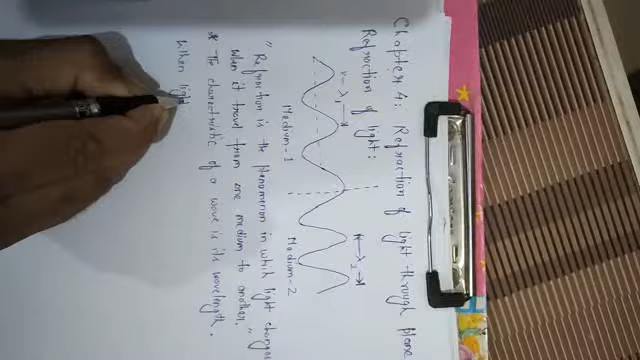 Chapter 4: Refraction of light through plane
Refraction of light:
λ1
λ2
Medium-1
Medium-2
"Refraction is the phenomenon in which light changes
when it travel from one medium to another."
* The characteristic of a wave is its wavelength.
When light